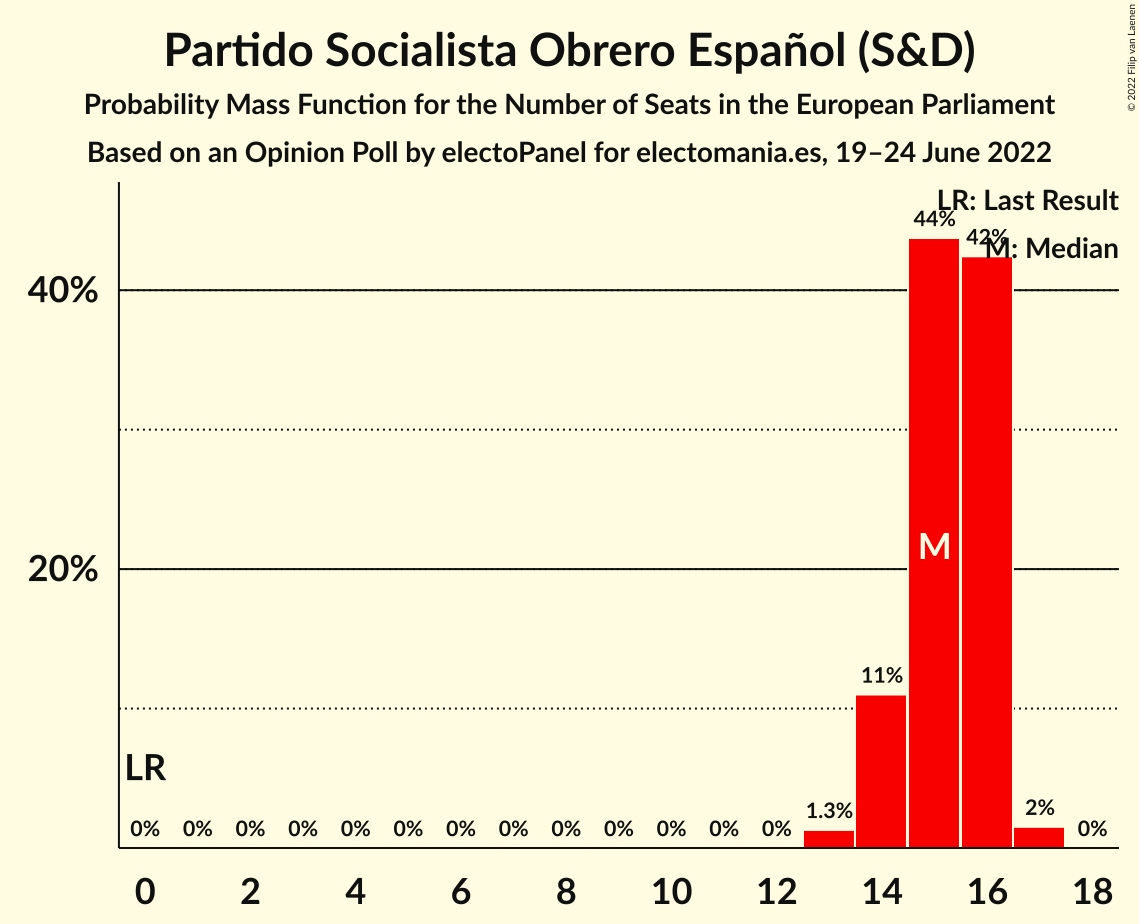 Partido Socialista Obrero Español (S&D)
Probability Mass Function for the Number of Seats in the European Parliament
Based on an Opinion Poll by electoPanel for electomania.es, 19–24 June 2022
© 2022 Filip van Laenen
LR: Last Result
M: Median
44%
42%
40%
20%
M
11%
LR
1.3%
2%
0% 0% 0% 0% 0% 0% 0% 0% 0% 0% 0% 0% 0% 0%
0 2 4 6 8 10 12 14 16 18